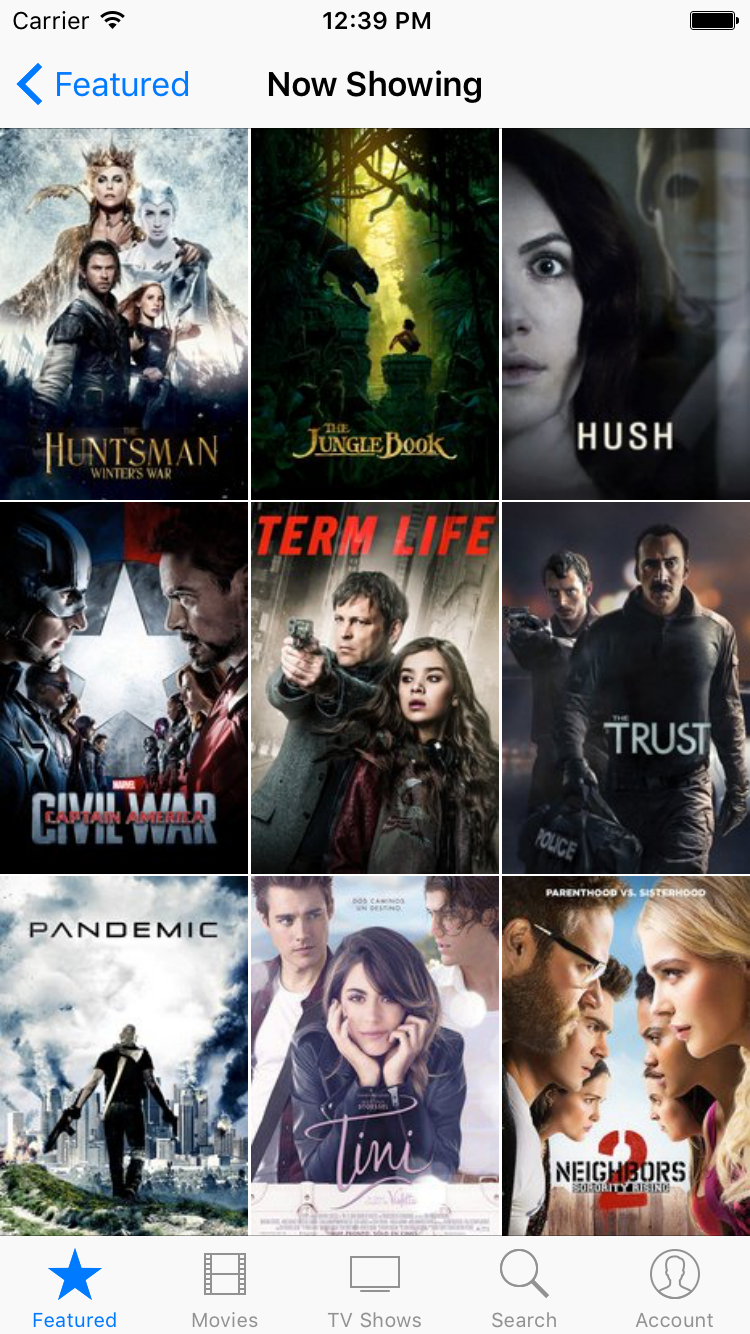 Carrier 12:39 PM
Featured Now Showing
THE
HUNTSMAN
WINTER'S WAR
THE
JUNGLE BOOK
HUSH
MARVEL
CIVIL WAR
CAPTAIN AMERICA
TERM LIFE
THE
TRUST
POLICE
PANDEMIC
DOS CAMINOS
UN DESTINO
STOESSEL
Tini
Violetta
PARENTHOOD VS. SISTERHOOD
2
NEIGHBORS
SORORITY RISING
Featured Movies TV Shows Search Account